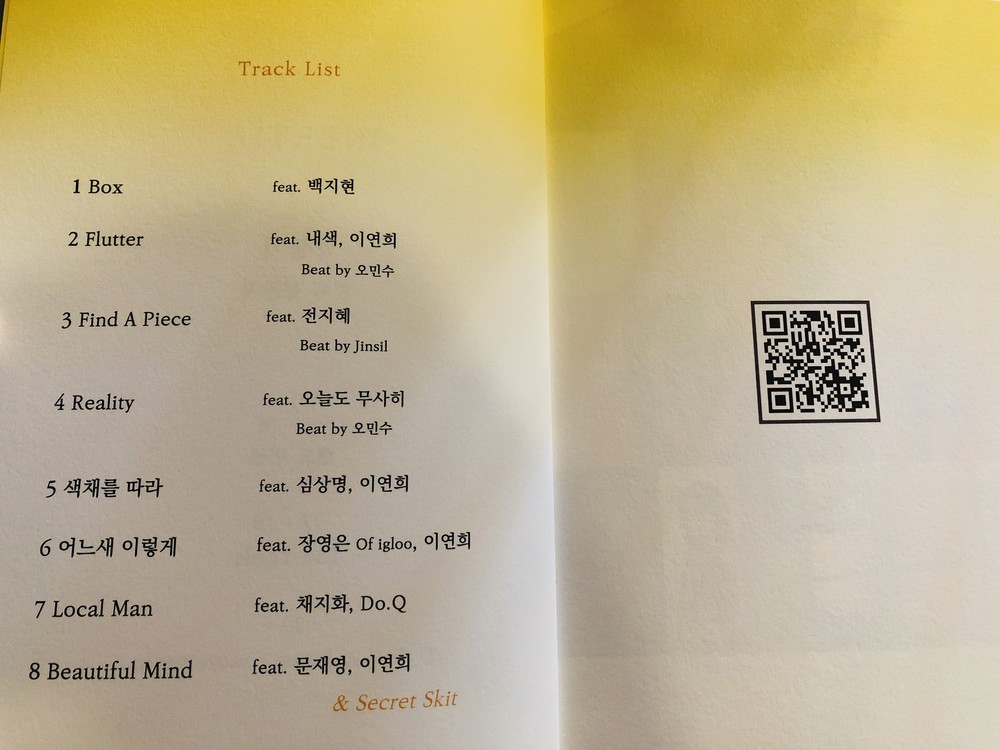 Track List
1 Box feat. 백지현
2 Flutter feat. 내색, 이연희
Beat by 오민수
3 Find A Piece feat. 전지혜
Beat by Jinsil
4 Reality feat. 오늘도 무사히
Beat by 오민수
5 색채를 따라 feat. 심상명, 이연희
6 어느새 이렇게 feat. 장영은 Of igloo, 이연희
7 Local Man feat. 채지화, Do.Q
8 Beautiful Mind feat. 문재영, 이연희
& Secret Skit